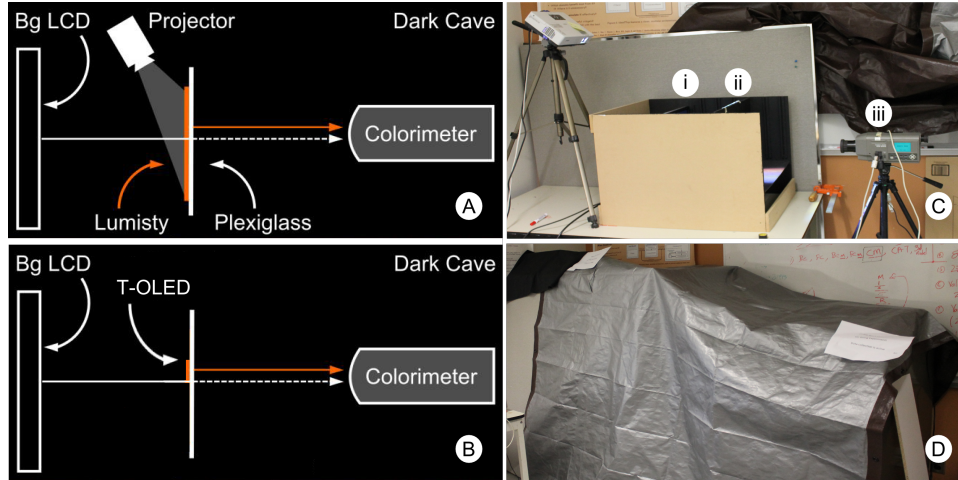 Bg LCD
Projector
Dark Cave
Colorimeter
Lumisty
Plexiglass
A
Bg LCD
Dark Cave
T-OLED
Colorimeter
B
i
ii
iii
C
D